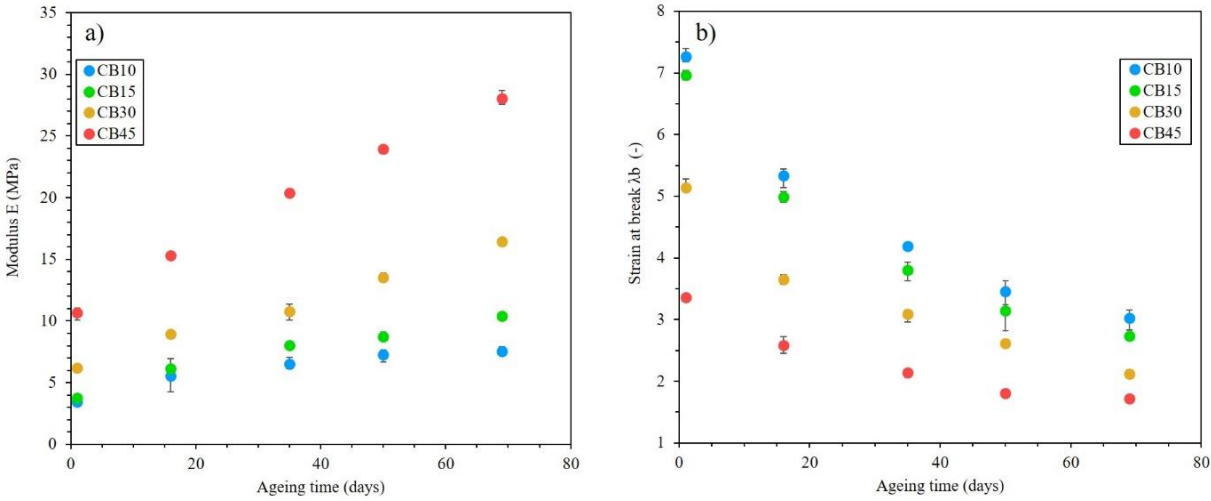 a)
CB10
CB15
CB30
CB45
35
30
25
20
15
10
5
0
0
20
40
60
80
Modulus E (MPa)
Ageing time (days)
b)
CB10
CB15
CB30
CB45
8
7
6
5
4
3
2
1
0
20
40
60
80
Strain at break λb (-)
Ageing time (days)